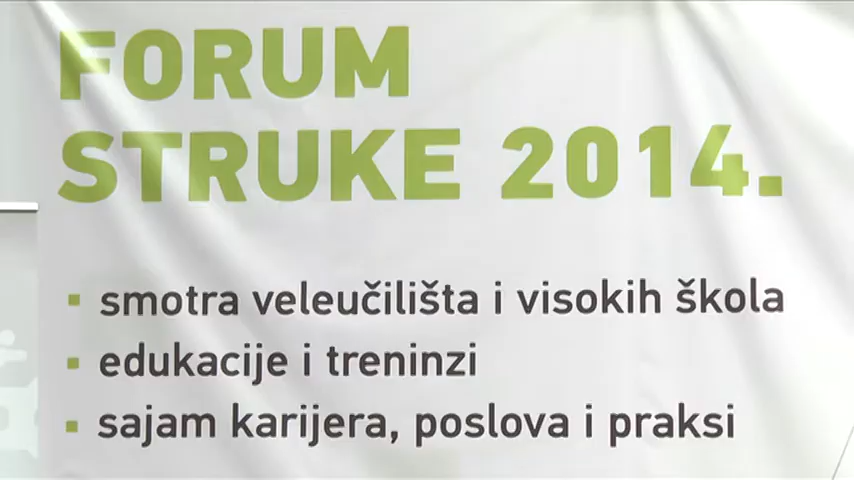 FORUM
STRUKE 2014.
▪ smotra veleučilišta i visokih škola
▪ edukacije i treninzi
▪ sajam karijera, poslova i praksi